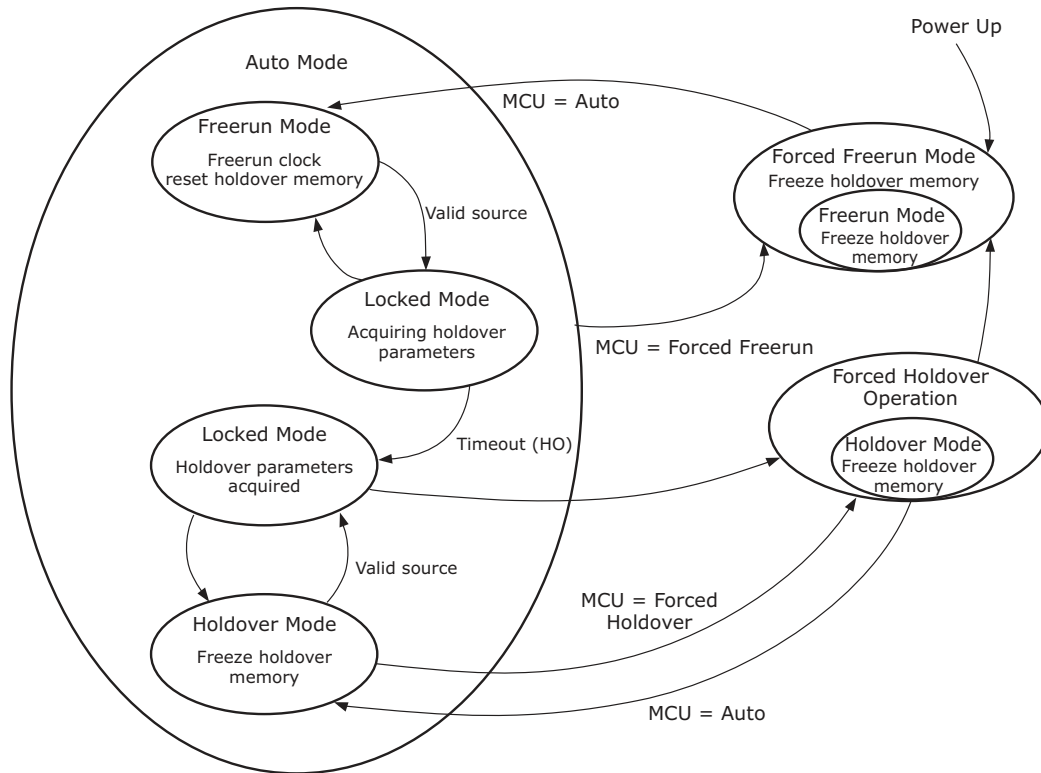 Power Up
Auto Mode
MCU = Auto
Freerun Mode
Freerun clock
reset holdover memory
Forced Freerun Mode
Freeze holdover memory
Freerun Mode
Freeze holdover
memory
Valid source
Locked Mode
Acquiring holdover
parameters
MCU = Forced Freerun
Forced Holdover
Operation
Holdover Mode
Freeze holdover
memory
Timeout (HO)
Locked Mode
Holdover parameters
acquired
Valid source
MCU = Forced
Holdover
Holdover Mode
Freeze holdover
memory
MCU = Auto